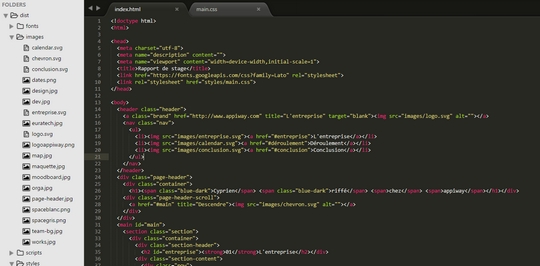 index.html
main.css
dist
fonts
images
calendar.svg
chevron.svg
conclusion.svg
dates.png
design.jpg
dev.jpg
entreprise.svg
euratech.jpg
logo.svg
logoappiway.png
map.jpg
maquette.jpg
moodboard.jpg
orga.jpg
page-header.jpg
spaceblanc.png
spacegris.png
team-bg.jpg
works.jpg
scripts
styles
1 <!doctype html>
2 <html>
3
4 <head>
5 <meta charset="utf-8">
6 <meta name="description" content="">
7 <meta name="viewport" content="width=device-width,initial-scale=1">
8 <title>Rapport de stage</title>
9 <link href="https://fonts.googleapis.com/css?family=Lato" rel="stylesheet">
10 <link rel="stylesheet" href="styles/main.css">
11 </head>
12
13 <body>
14 <header class="header">
15 <a class="brand" href="http://www.appiway.com" title="L'entreprise" target="blank"><img src="images/logo.svg" alt=""></a>
16 <nav class="nav">
17 <ul>
18 <li><img src="images/entreprise.svg"><a href="#entreprise">L'entreprise</a></li>
19 <li><img src="images/calendar.svg"><a href="#déroulement">Déroulement</a></li>
20 <li><img src="images/conclusion.svg"><a href="#conclusion">Conclusion</a></li>
21 </ul>
22 </nav>
23 </header>
24 <div class="page-header">
25 <div class="container">
26 <h1><span class="blue-dark">Cyprien</span> <span class="blue-dark">riffé</span> <span>chez</span> <span>appiway</span></h1></div>
27 <div class="page-header-scroll">
28 <a href="#main" title="Descendre"><img src="images/chevron.svg" alt=""></a>
29 </div>
30 </div>
31 <div id="main">
32 <section class="section">
33 <div class="container">
34 <div class="section-header">
35 <h2 id="entreprise"><strong>01</strong>L'entreprise</h2></div>
36 <div class="section-content">
37